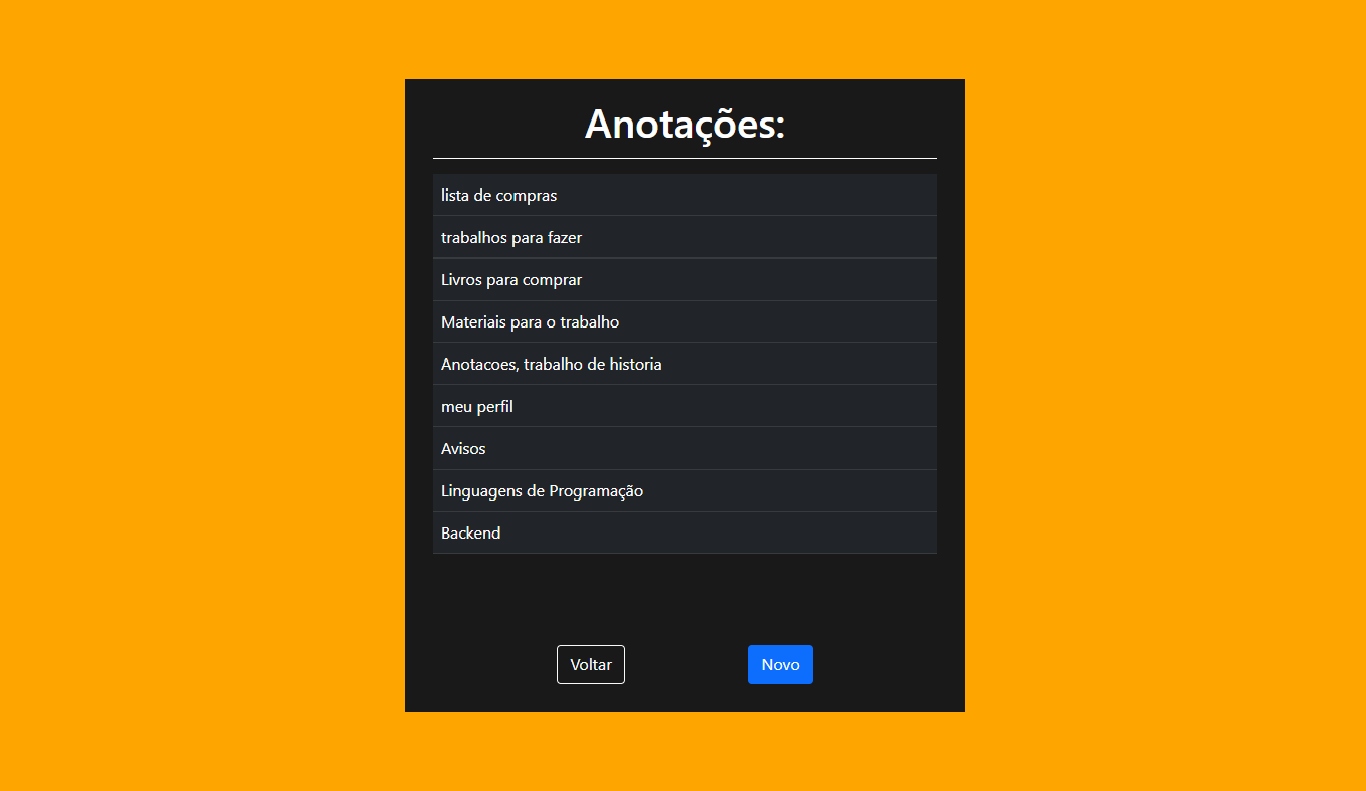 Anotações:
lista de compras
trabalhos para fazer
Livros para comprar
Materiais para o trabalho
Anotacoes, trabalho de historia
meu perfil
Avisos
Linguagens de Programação
Backend
Voltar
Novo